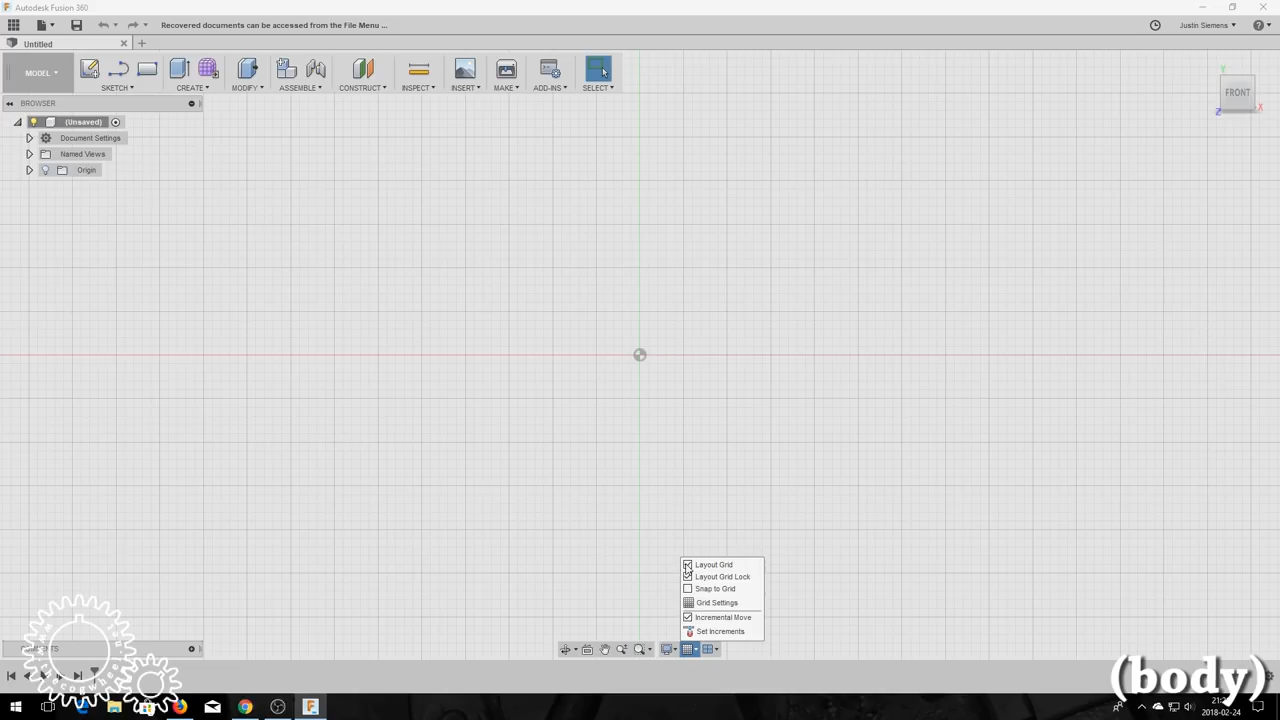 Autodesk Fusion 360
Recovered documents can be accessed from the File Menu ...
Justin Siemens
Untitled
MODEL
SKETCH
CREATE
MODIFY
ASSEMBLE
CONSTRUCT
INSPECT
INSERT
MAKE
ADD-INS
SELECT
Y
FRONT
X
Z
BROWSER
(Unsaved)
Document Settings
Named Views
Origin
Layout Grid
Layout Grid Lock
Snap to Grid
Grid Settings
Incremental Move
Set Increments
(body)
2018-02-24